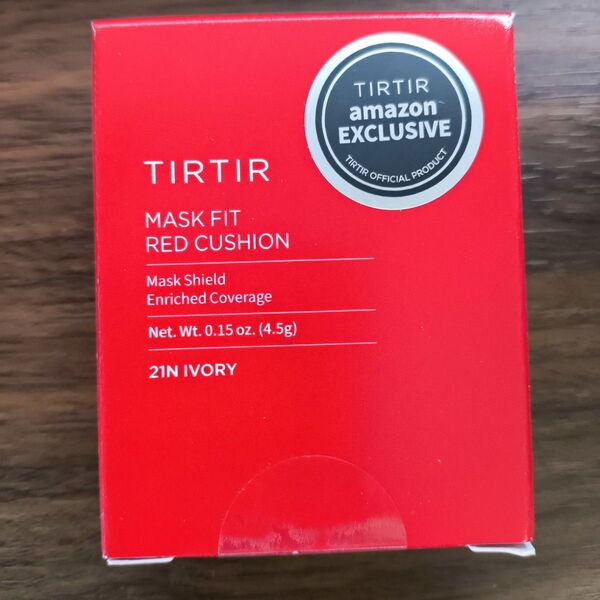 TIRTIR
amazon
EXCLUSIVE
TIRTIR OFFICIAL PRODUCT
TIRTIR
MASK FIT
RED CUSHION
Mask Shield
Enriched Coverage
Net. Wt. 0.15 oz. (4.5g)
21N IVORY